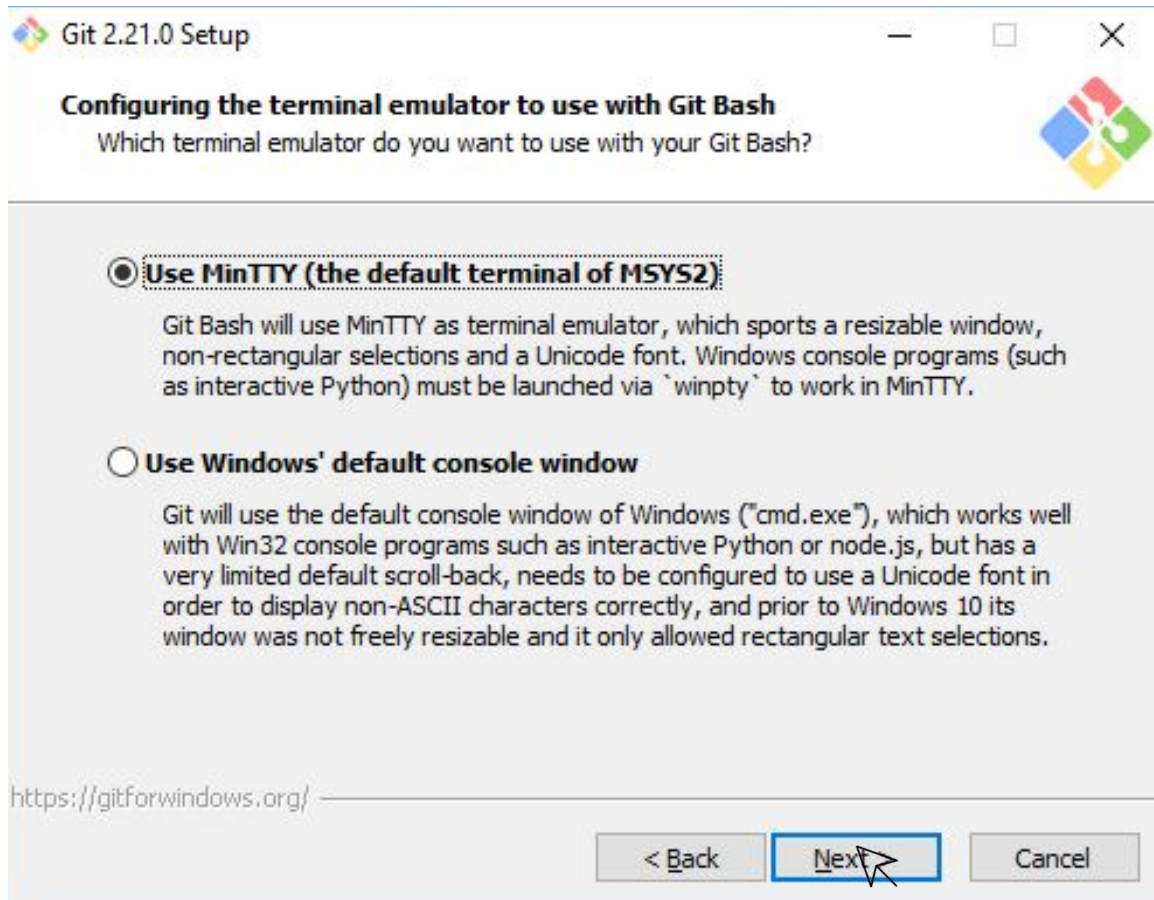 Git 2.21.0 Setup
Configuring the terminal emulator to use with Git Bash
Which terminal emulator do you want to use with your Git Bash?
Use MinTTY (the default terminal of MSYS2)
Git Bash will use MinTTY as terminal emulator, which sports a resizable window,
non-rectangular selections and a Unicode font. Windows console programs (such
as interactive Python) must be launched via `winpty` to work in MinTTY.
Use Windows' default console window
Git will use the default console window of Windows ("cmd.exe"), which works well
with Win32 console programs such as interactive Python or node.js, but has a
very limited default scroll-back, needs to be configured to use a Unicode font in
order to display non-ASCII characters correctly, and prior to Windows 10 its
window was not freely resizable and it only allowed rectangular text selections.
https://gitforwindows.org/
< Back
Next >
Cancel